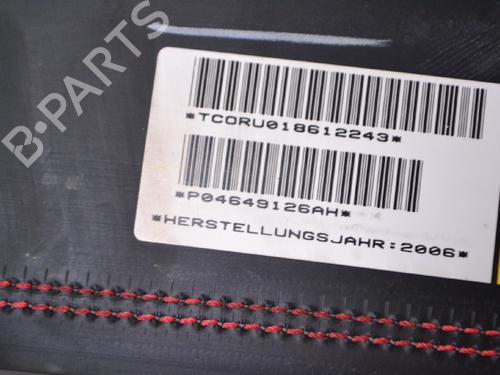 B-PARTS
*TCORU018612243*
*P04649126AH*
*HERSTELLUNGSJAHR:2006*